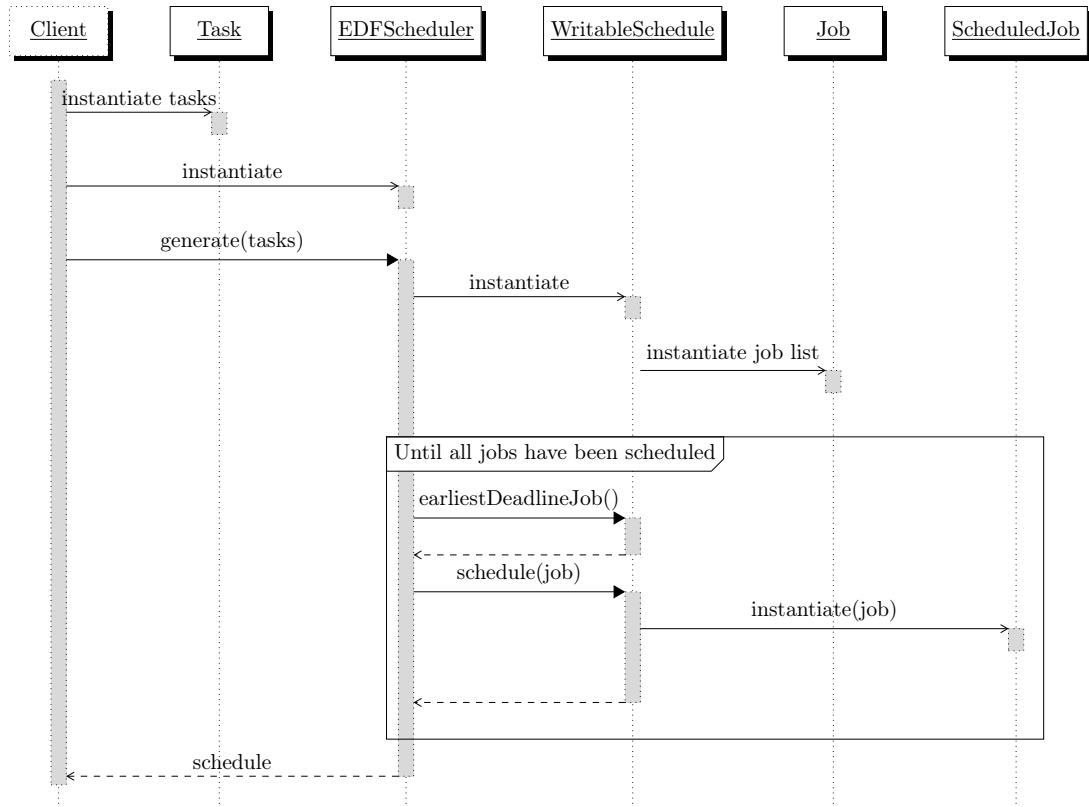 Client
Task
EDFScheduler
WritableSchedule
Job
ScheduledJob
instantiate tasks
instantiate
generate(tasks)
instantiate
instantiate job list
Until all jobs have been scheduled
earliestDeadlineJob()
schedule(job)
instantiate(job)
schedule